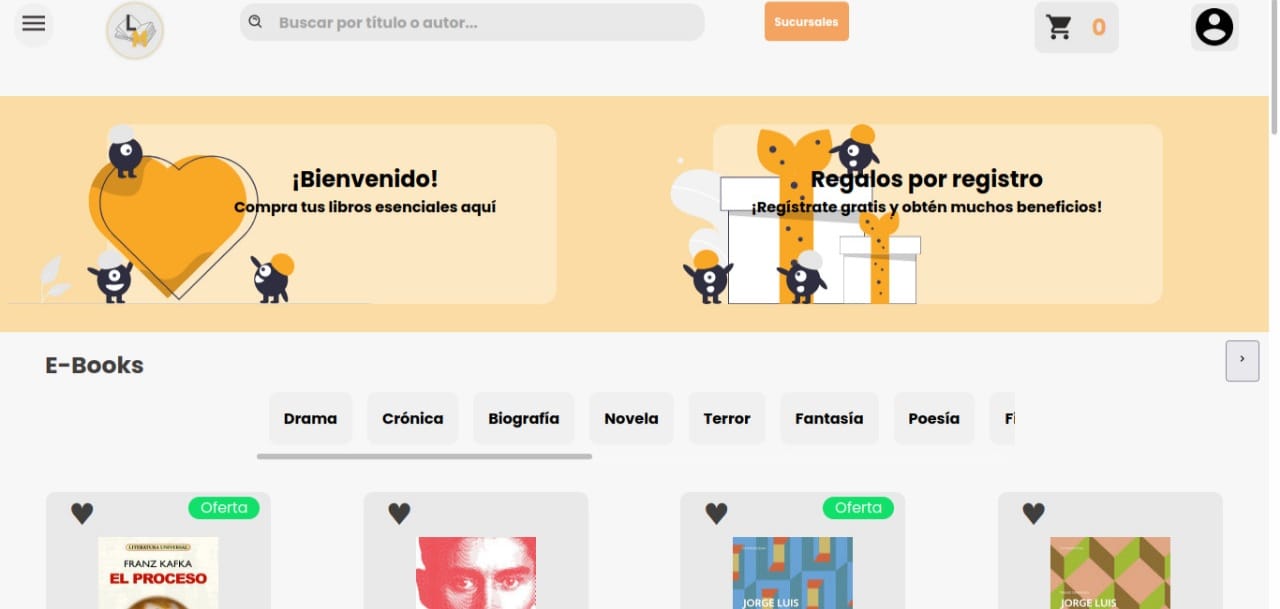 L
N
Buscar por título o autor...
Sucursales
0
¡Bienvenido!
Compra tus libros esenciales aquí
Regalos por registro
¡Regístrate gratis y obtén muchos beneficios!
E-Books
Drama
Crónica
Biografía
Novela
Terror
Fantasía
Poesía
Oferta
Oferta
LITERATURA UNIVERSAL
FRANZ KAFKA
EL PROCESO
JORGE LUIS
JORGE LUIS